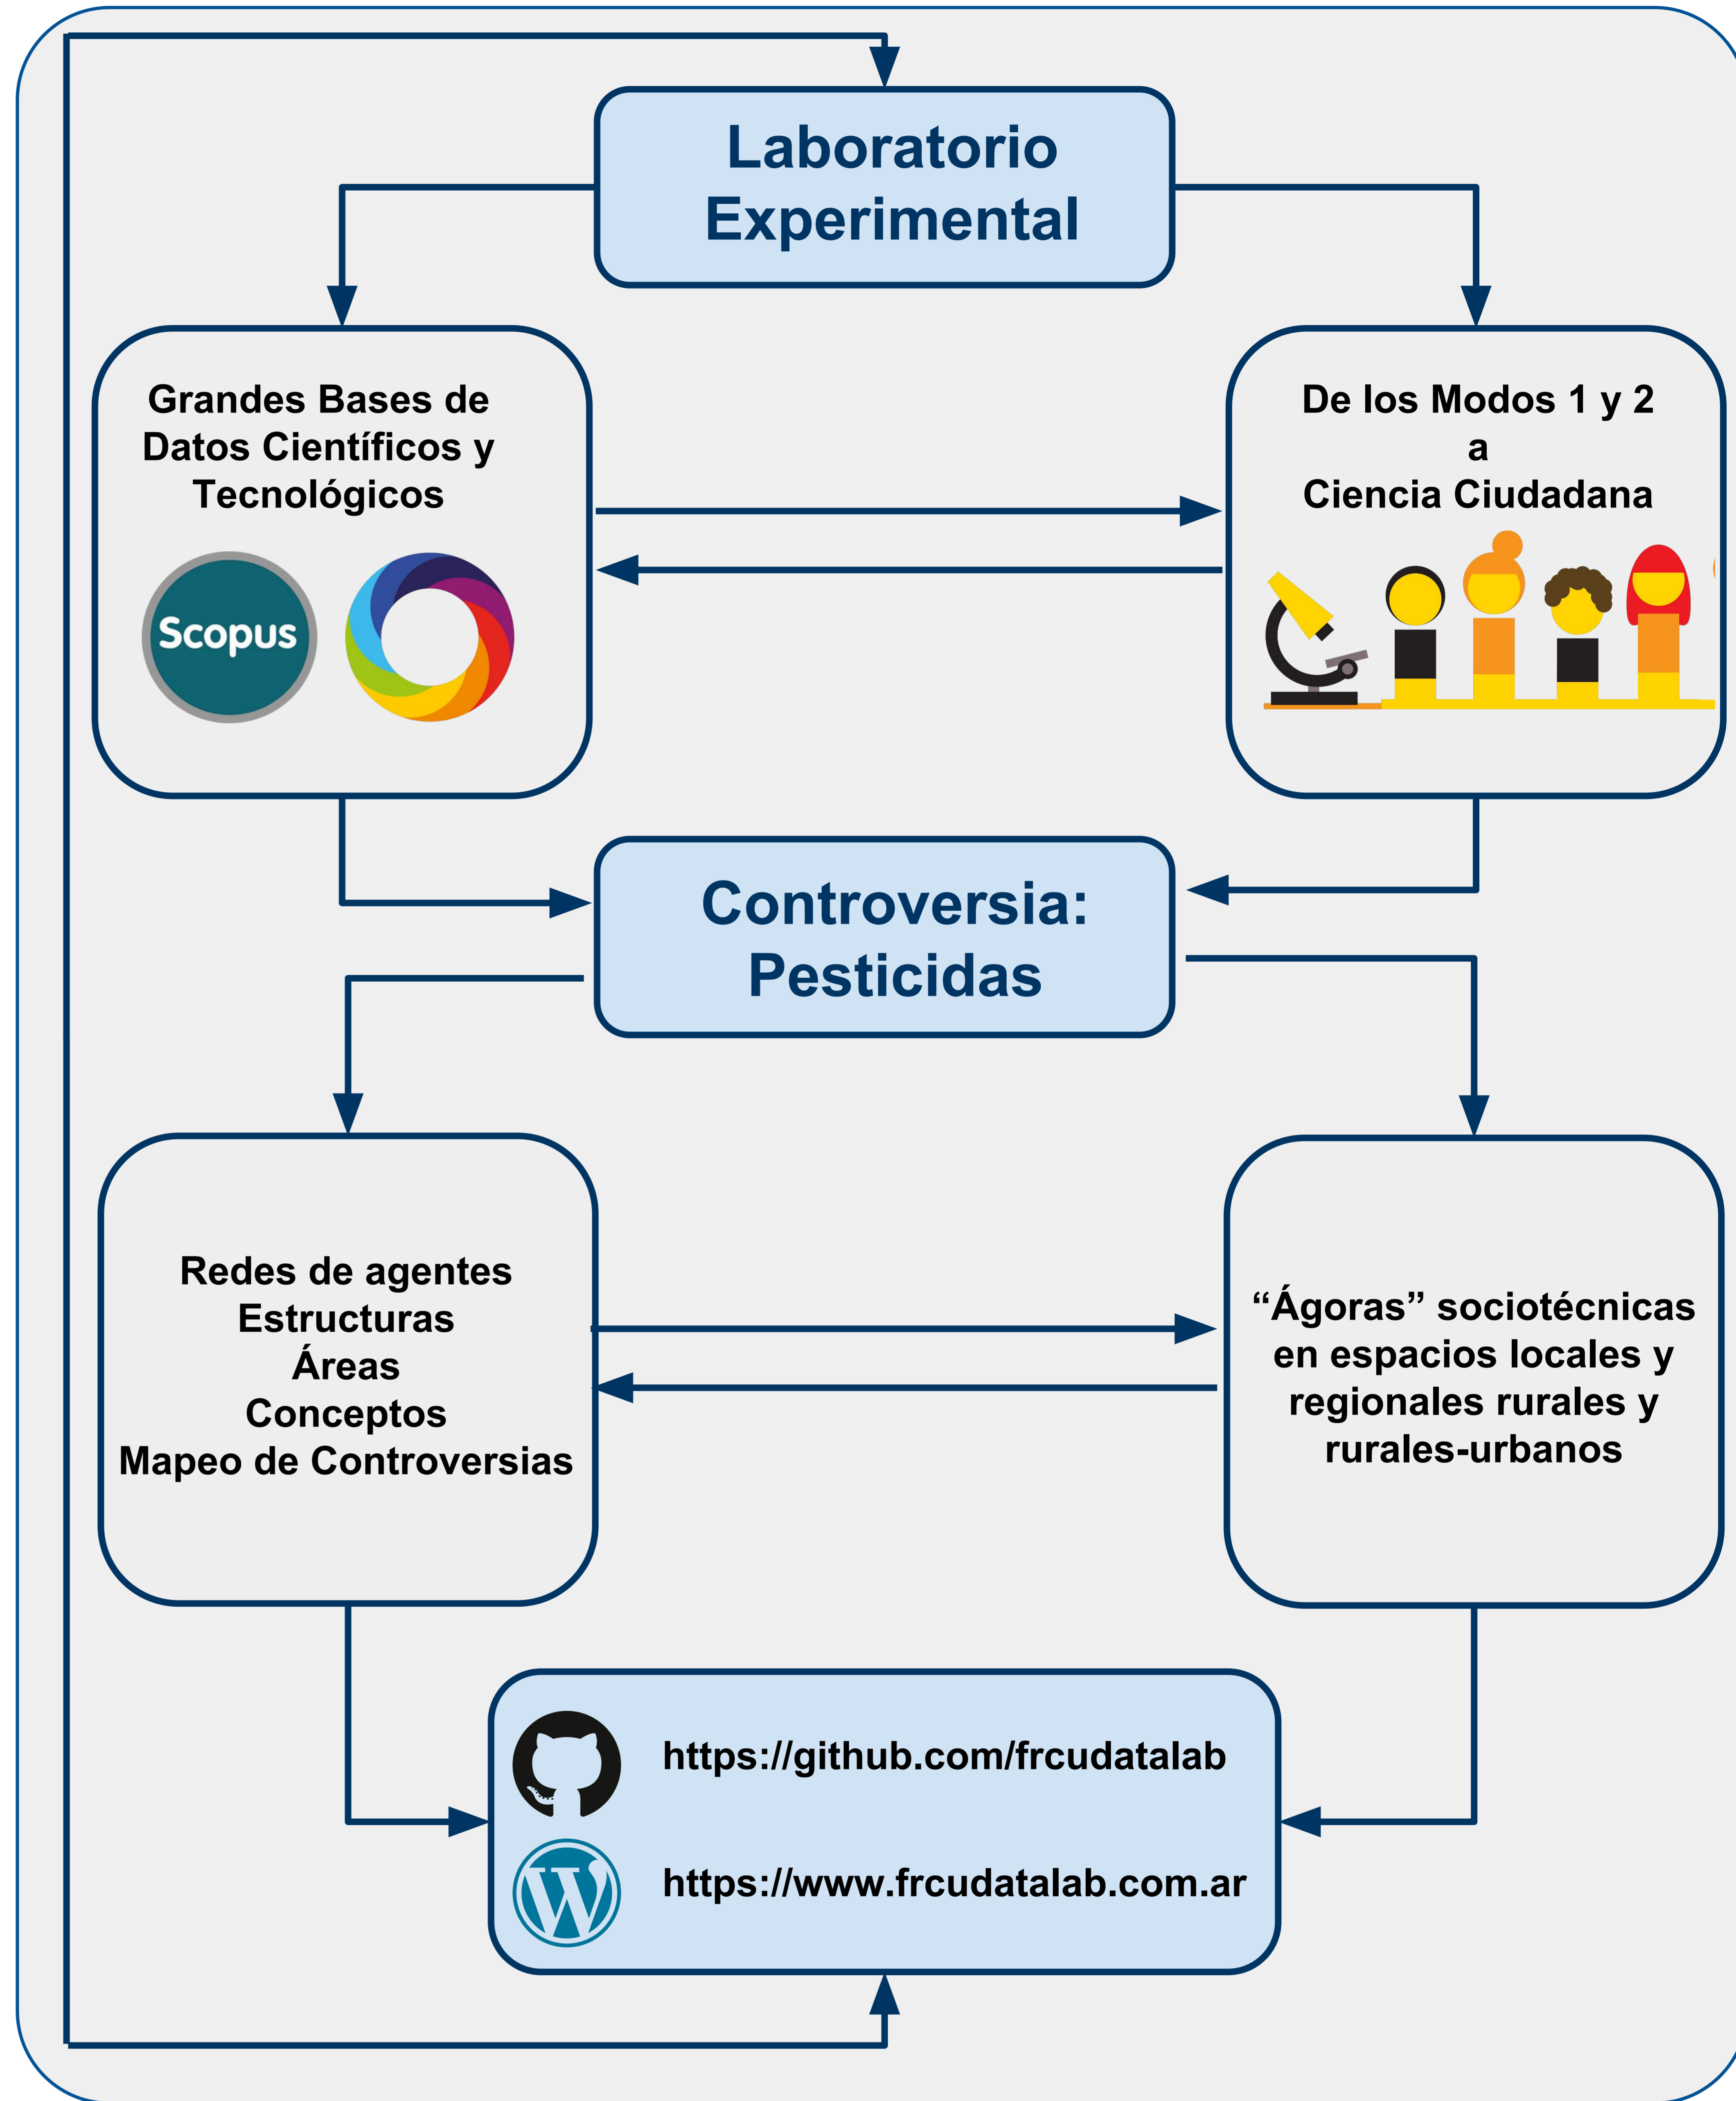 Laboratorio
Experimental
Grandes Bases de
Datos Científicos y
Tecnológicos
Scopus
De los Modos 1 y 2
a
Ciencia Ciudadana
Controversia:
Pesticidas
Redes de agentes
Estructuras
Áreas
Conceptos
Mapeo de Controversias
“Ágoras” sociotécnicas
en espacios locales y
regionales rurales y
rurales-urbanos
https://github.com/frcudatalab
https://www.frcudatalab.com.ar